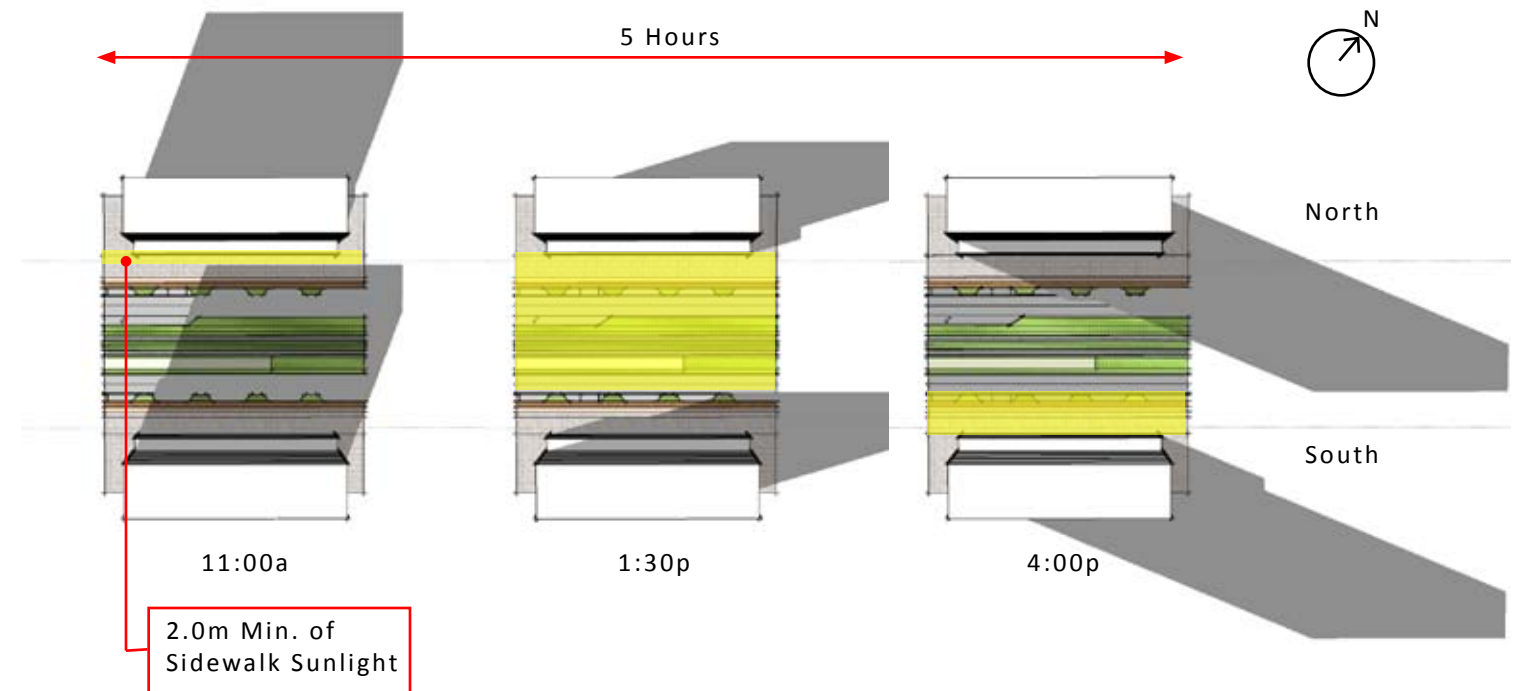 5 Hours
N
North
South
11:00a
1:30p
4:00p
2.0m Min. of
Sidewalk Sunlight